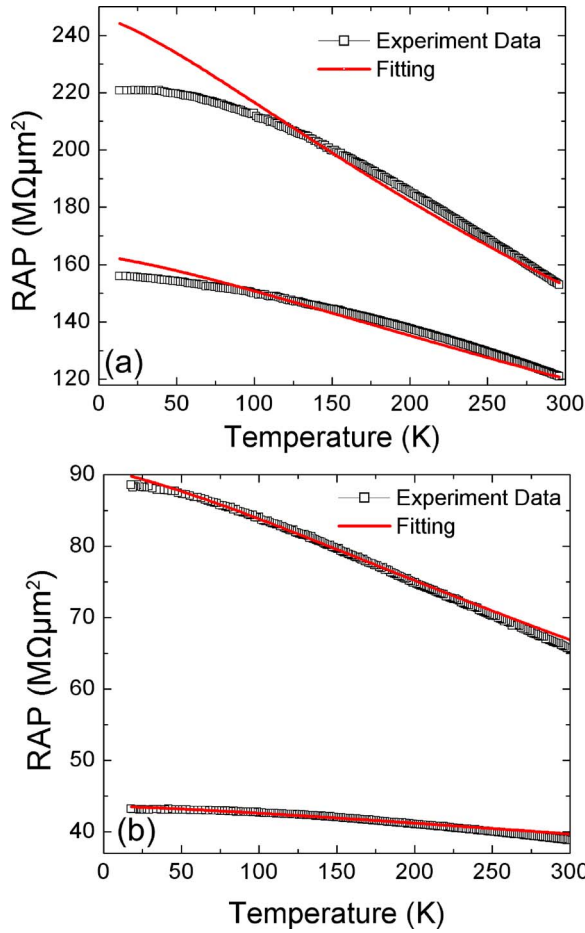 240
220
200
180
160
140
120
RAP (MΩμm²)
Experiment Data
Fitting
(a)
0 50 100 150 200 250 300
Temperature (K)
90
80
70
60
50
40
RAP (MΩμm²)
Experiment Data
Fitting
(b)
0 50 100 150 200 250 300
Temperature (K)